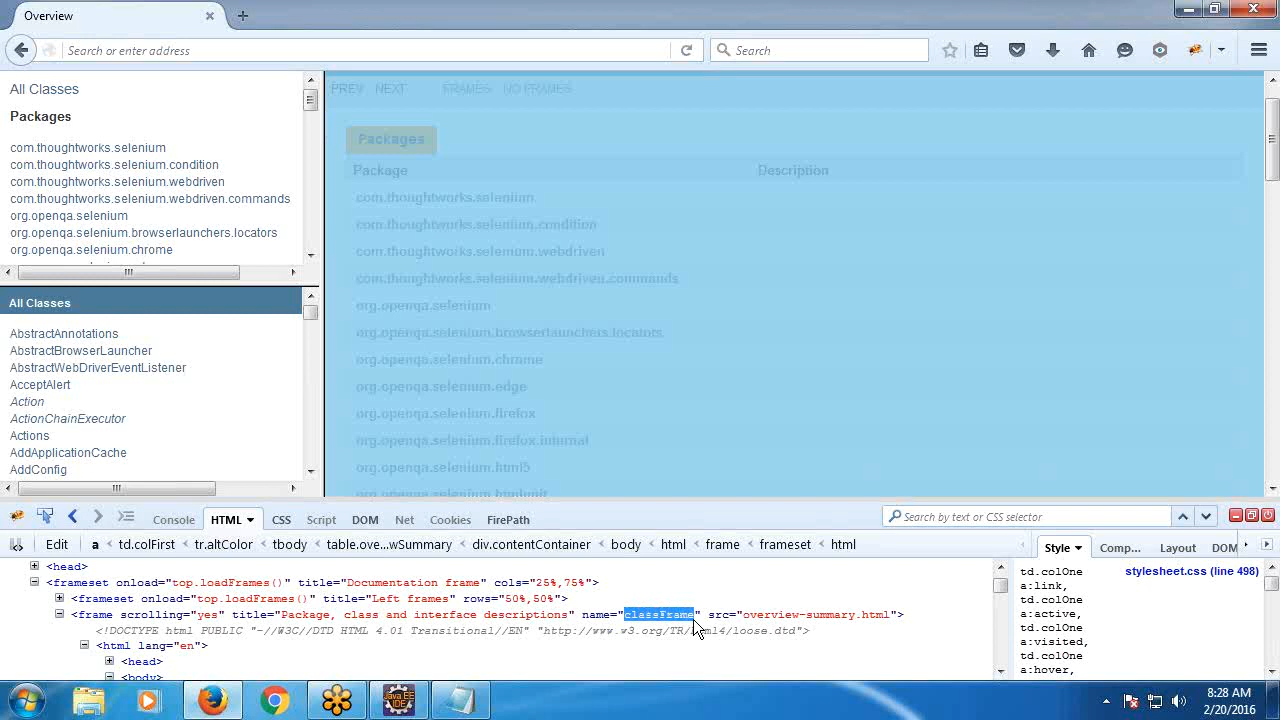 Overview
Search or enter address
Search
All Classes
Packages
com.thoughtworks.selenium
com.thoughtworks.selenium.condition
com.thoughtworks.selenium.webdriven
com.thoughtworks.selenium.webdriven.commands
org.openqa.selenium
org.openqa.selenium.browserlaunchers.locators
org.openqa.selenium.chrome
All Classes
AbstractAnnotations
AbstractBrowserLauncher
AbstractWebDriverEventListener
AcceptAlert
Action
ActionChainExecutor
Actions
AddApplicationCache
AddConfig
PREV NEXT FRAMES NO FRAMES
Packages
Package Description
com.thoughtworks.selenium
com.thoughtworks.selenium.condition
com.thoughtworks.selenium.webdriven
com.thoughtworks.selenium.webdriven.commands
org.openqa.selenium
org.openqa.selenium.browserlaunchers.locators
org.openqa.selenium.chrome
org.openqa.selenium.edge
org.openqa.selenium.firefox
org.openqa.selenium.firefox.internal
org.openqa.selenium.html5
org.openqa.selenium.htmlunit
Console HTML CSS Script DOM Net Cookies FirePath
Search by text or CSS selector
Edit a < td.colFirst < tr.altColor < tbody < table.ove...wSummary < div.contentContainer < body < html < frame < frameset < html
Style Comp... Layout DOM
<head>
<frameset onload="top.loadFrames()" title="Documentation frame" cols="25%,75%">
<frameset onload="top.loadFrames()" title="Left frames" rows="50%,50%">
<frame scrolling="yes" title="Package, class and interface descriptions" name="classFrame" src="overview-summary.html">
<!DOCTYPE html PUBLIC "-//W3C//DTD HTML 4.01 Transitional//EN" "http://www.w3.org/TR/html4/loose.dtd">
<html lang="en">
<head>
<body>
td.colOne
a:link,
td.colOne
a:active,
td.colOne
a:visited,
td.colOne
a:hover,
stylesheet.css (line 498)
Java EE
IDE
8:28 AM
2/20/2016